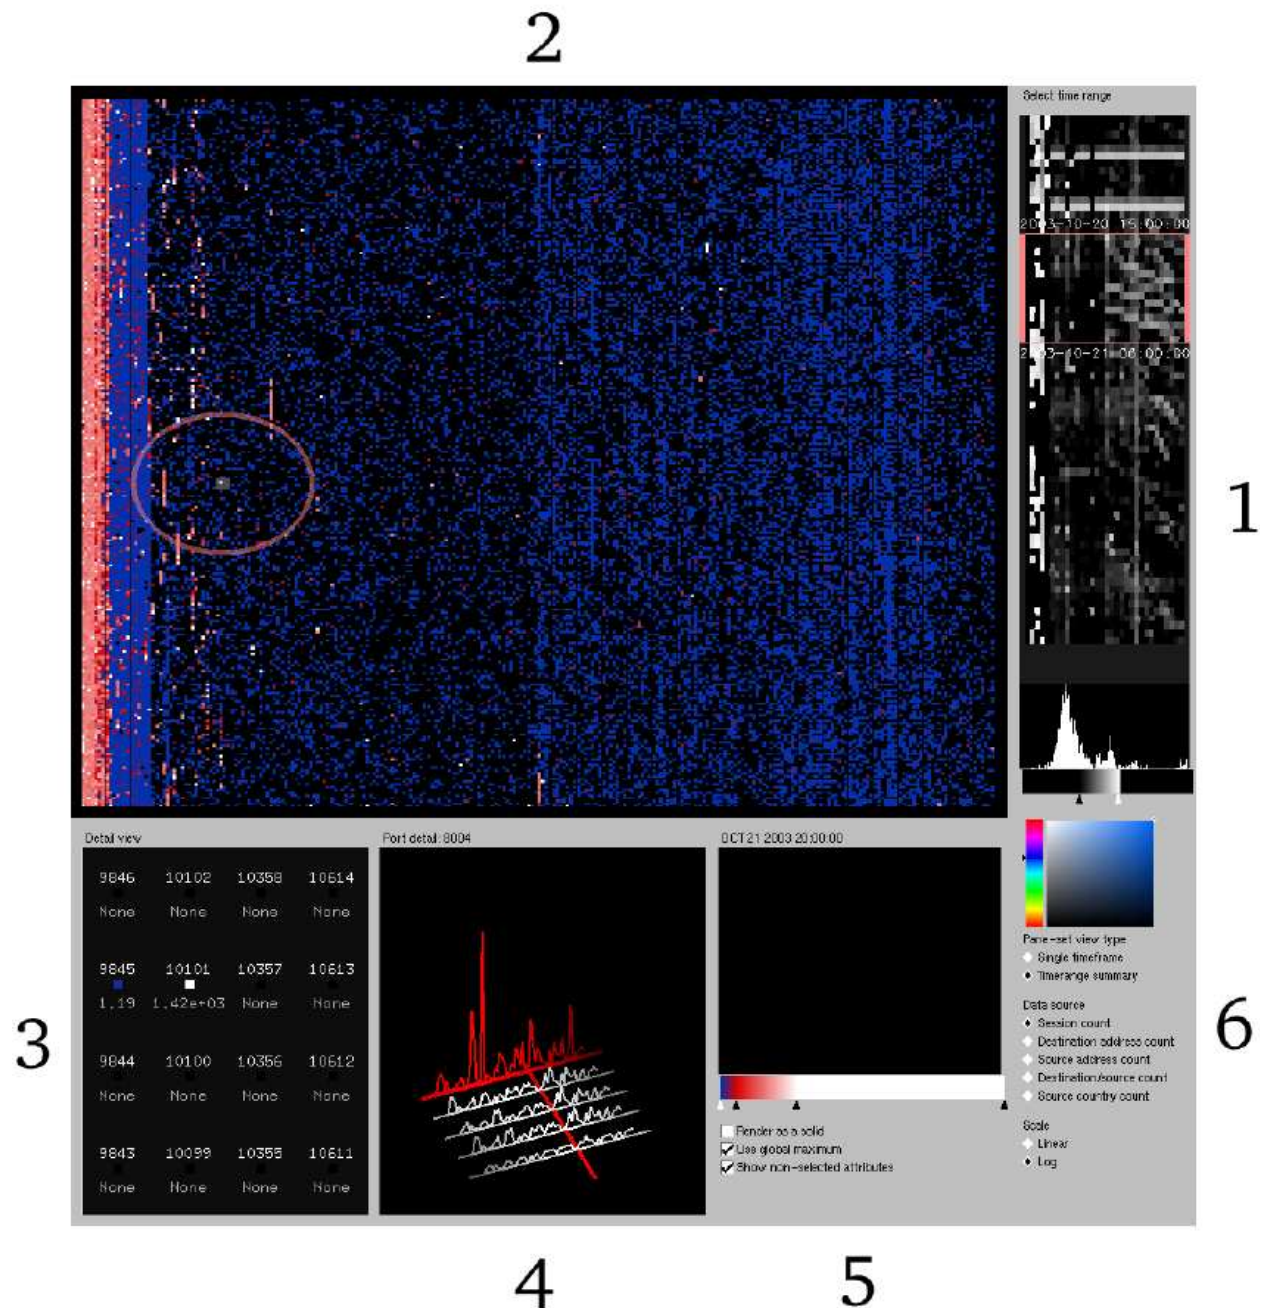 2
Select time range
2003-10-20 15:00:00
2003-10-21 06:00:00
1
Detail view
9846 10102 10358 10614
None None None None
9845 10101 10357 10613
1.19 1.42e+03 None None
9844 10100 10356 10612
None None None None
9843 10099 10355 10611
None None None None
3
Port detail: 8004
4
OCT 21 2003 20:00:00
Render as a solid
Use global maximum
Show non-selected attributes
5
Pane-set view type
Single timeframe
Timerange summary
Data source
Session count
Destination address count
Source address count
Destination/source count
Source country count
Scale
Linear
Log
6